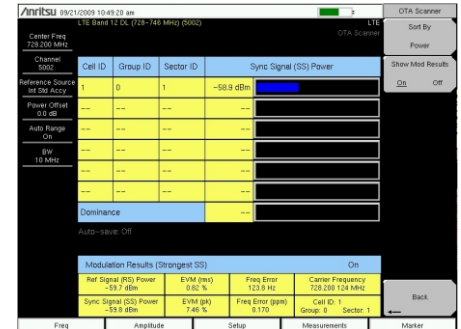 Anritsu 09/21/2009 10:49:20 am
LTE Band 12 DL (728-746 MHz) (5002)
LTE
OTA Scanner
OTA Scanner
Center Freq
728.200 MHz
Channel
5002
Reference Source
Int Std Accy
Power Offset
0.0 dB
Auto Range
On
BW
10 MHz
Cell ID Group ID Sector ID Sync Signal (SS) Power
1 0 1 -58.9 dBm
-- -- -- --
-- -- -- --
-- -- -- --
-- -- -- --
-- -- -- --
Dominance --
Auto-save: Off
Modulation Results (Strongest SS) On
Ref Signal (RS) Power EVM (rms) Freq Error Carrier Frequency
-59.7 dBm 0.82 % 123.8 Hz 728.200 124 MHz
Sync Signal (SS) Power EVM (pk) Freq Error (ppm) Cell ID: 1
-59.8 dBm 7.46 % 0.170 Group: 0 Sector: 1
Sort By
Power
Show Mod Results
On Off
Back
Freq Amplitude Setup Measurements Marker